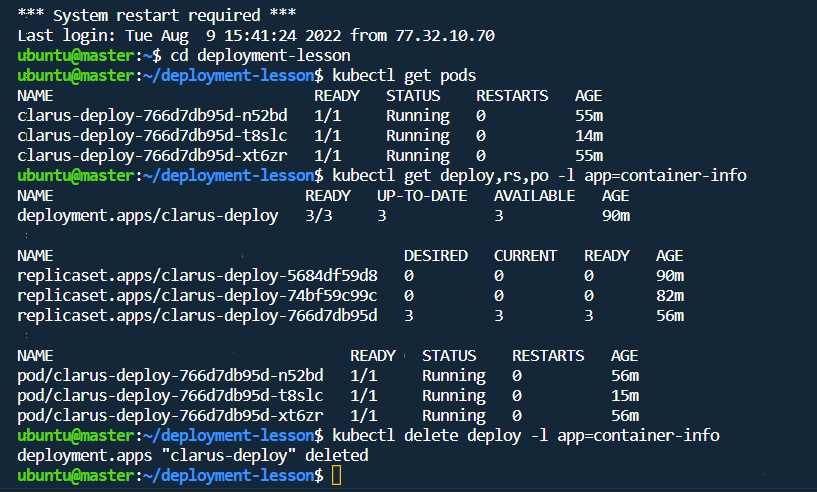 *** System restart required ***
Last login: Tue Aug  9 15:41:24 2022 from 77.32.10.70
ubuntu@master:~$ cd deployment-lesson
ubuntu@master:~/deployment-lesson$ kubectl get pods
NAME                             READY   STATUS    RESTARTS   AGE
clarus-deploy-766d7db95d-n52bd   1/1     Running   0          55m
clarus-deploy-766d7db95d-t8slc   1/1     Running   0          14m
clarus-deploy-766d7db95d-xt6zr   1/1     Running   0          55m
ubuntu@master:~/deployment-lesson$ kubectl get deploy,rs,po -l app=container-info
NAME                            READY   UP-TO-DATE   AVAILABLE   AGE
deployment.apps/clarus-deploy   3/3     3            3           90m
NAME                                       DESIRED   CURRENT   READY   AGE
replicaset.apps/clarus-deploy-5684df59d8   0         0         0       90m
replicaset.apps/clarus-deploy-74bf59c99c   0         0         0       82m
replicaset.apps/clarus-deploy-766d7db95d   3         3         3       56m
NAME                                 READY   STATUS    RESTARTS   AGE
pod/clarus-deploy-766d7db95d-n52bd   1/1     Running   0          56m
pod/clarus-deploy-766d7db95d-t8slc   1/1     Running   0          15m
pod/clarus-deploy-766d7db95d-xt6zr   1/1     Running   0          56m
ubuntu@master:~/deployment-lesson$ kubectl delete deploy -l app=container-info
deployment.apps "clarus-deploy" deleted
ubuntu@master:~/deployment-lesson$